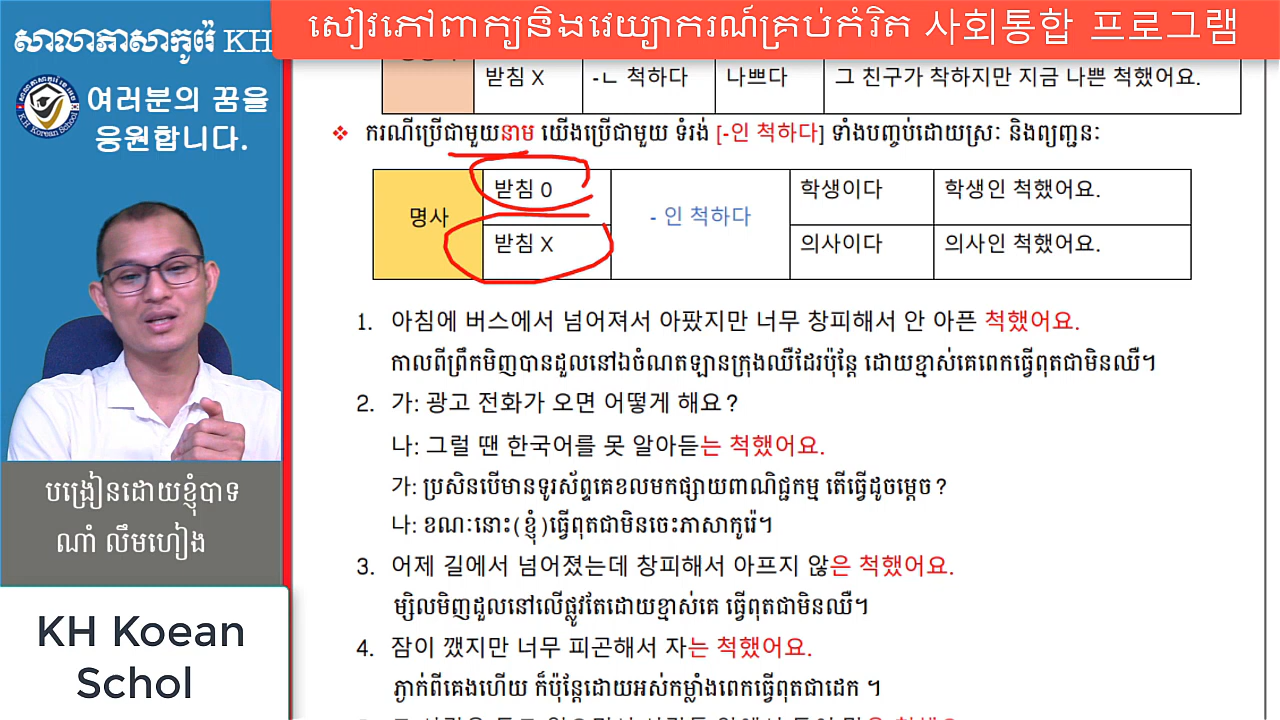 សៀវភៅពាក្យនិងវេយ្យាករណ៍គ្រប់កំរិត 사회통합 프로그램
សាលាភាសាកូរ៉េ KH
여러분의 꿈을
응원합니다.
KH Korean School
받침 X
-ㄴ 척하다
나쁘다
그 친구가 착하지만 지금 나쁜 척했어요.
❖ ករណីប្រើជាមួយនាម យើងប្រើជាមួយ ទំរង់ [-인 척하다] ទាំងបញ្ចប់ដោយស្រៈ និងព្យញ្ជនៈ
명사
받침 0
- 인 척하다
학생이다
학생인 척했어요.
받침 X
의사이다
의사인 척했어요.
1. 아침에 버스에서 넘어져서 아팠지만 너무 창피해서 안 아픈 척했어요.
កាលពីព្រឹកមិញបានដួលនៅឯចំណតឡានក្រុងឈឺដែរប៉ុន្តែ ដោយខ្មាស់គេពេកធ្វើពុតជាមិនឈឺ។
2. 가: 광고 전화가 오면 어떻게 해요?
나: 그럴 땐 한국어를 못 알아듣는 척했어요.
가: ប្រសិនបើមានទូរស័ព្ទគេខលមកផ្សាយពាណិជ្ជកម្ម តើធ្វើដូចម្តេច?
나: ខណៈនោះ(ខ្ញុំ)ធ្វើពុតជាមិនចេះភាសាកូរ៉េ។
3. 어제 길에서 넘어졌는데 창피해서 아프지 않은 척했어요.
ម្សិលមិញដួលនៅលើផ្លូវតែដោយខ្មាស់គេ ធ្វើពុតជាមិនឈឺ។
4. 잠이 깼지만 너무 피곤해서 자는 척했어요.
ភ្ញាក់ពីគេងហើយ ក៏ប៉ុន្តែដោយអស់កម្លាំងពេកធ្វើពុតជាដេក ។
បង្រៀនដោយខ្ញុំបាទ
ណាំ លឹមហៀង
KH Koean
Schol